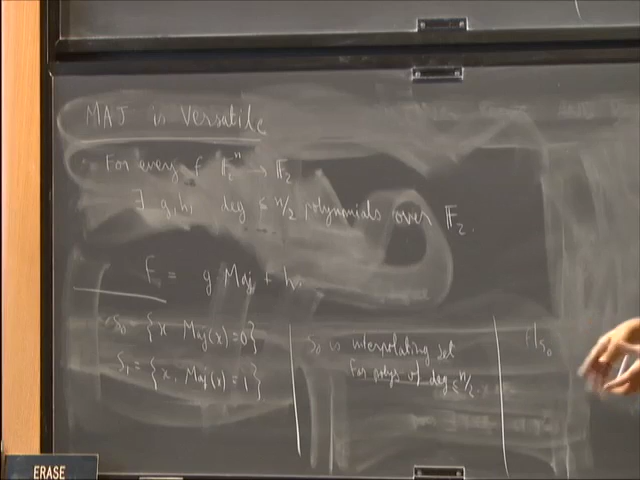 MAJ is Versatile
For every f F₂ⁿ → F₂
∃ g, h, deg ≤ n/2 polynomials over F₂.
f = g Maj + h.
S₀ = {x Maj(x) = 0}
S₁ = {x, Maj(x) = 1}
S₀ is interpolating set
for polys of deg ≤ n/2.
f|S₀
ERASE